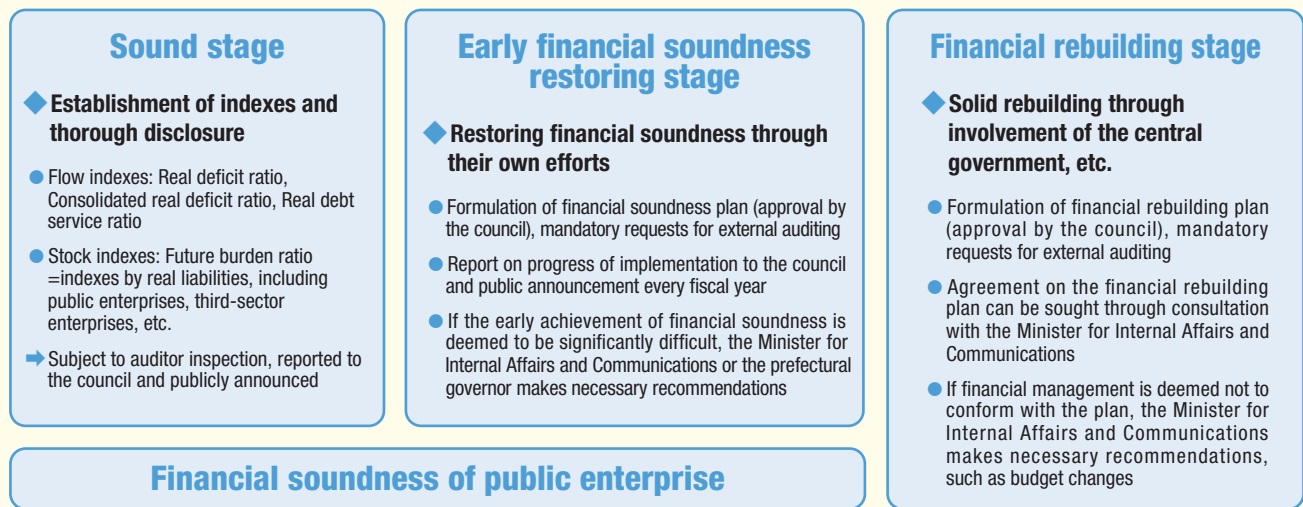 Sound stage
Establishment of indexes and
thorough disclosure
Flow indexes: Real deficit ratio,
Consolidated real deficit ratio, Real debt
service ratio
Stock indexes: Future burden ratio
=indexes by real liabilities, including
public enterprises, third-sector
enterprises, etc.
Subject to auditor inspection, reported to
the council and publicly announced
Early financial soundness
restoring stage
Restoring financial soundness through
their own efforts
Formulation of financial soundness plan (approval by
the council), mandatory requests for external auditing
Report on progress of implementation to the council
and public announcement every fiscal year
If the early achievement of financial soundness is
deemed to be significantly difficult, the Minister for
Internal Affairs and Communications or the prefectural
governor makes necessary recommendations
Financial rebuilding stage
Solid rebuilding through
involvement of the central
government, etc.
Formulation of financial rebuilding plan
(approval by the council), mandatory
requests for external auditing
Agreement on the financial rebuilding
plan can be sought through consultation
with the Minister for Internal Affairs and
Communications
If financial management is deemed not to
conform with the plan, the Minister for
Internal Affairs and Communications
makes necessary recommendations,
such as budget changes
Financial soundness of public enterprise